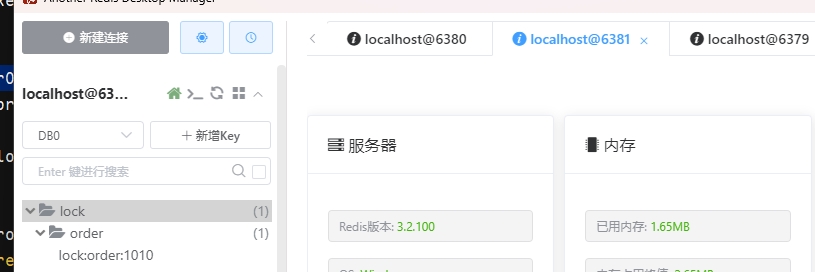 Another Redis Desktop Manager
新建连接
localhost@6380
localhost@6381
localhost@6379
localhost@63...
DB0
新增Key
Enter 键进行搜索
lock (1)
order (1)
lock:order:1010
服务器
Redis版本: 3.2.100
内存
已用内存: 1.65MB